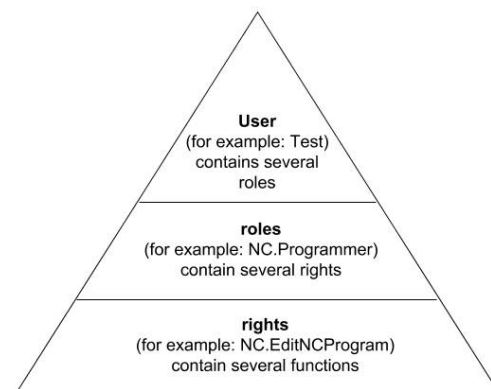 User
(for example: Test)
contains several
roles
roles
(for example: NC.Programmer)
contain several rights
rights
(for example: NC.EditNCProgram)
contain several functions